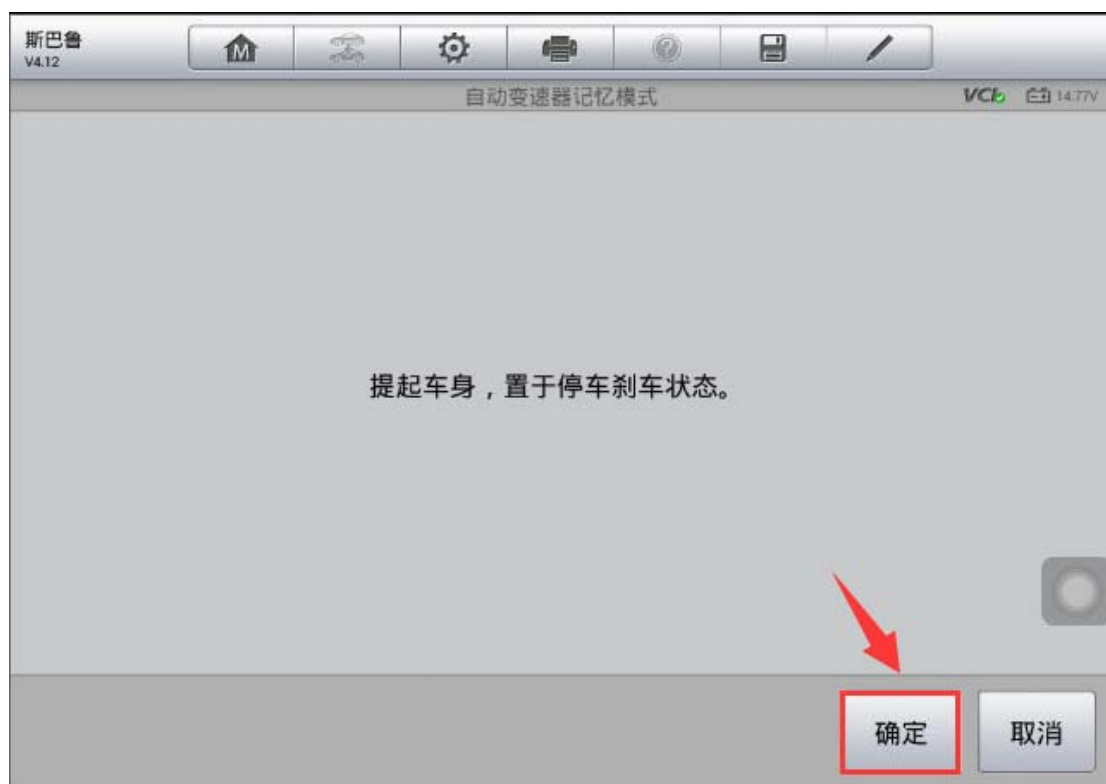 斯巴鲁
V4.12
M
自动变速器记忆模式
VCI
14.77V
提起车身，置于停车刹车状态。
确定
取消